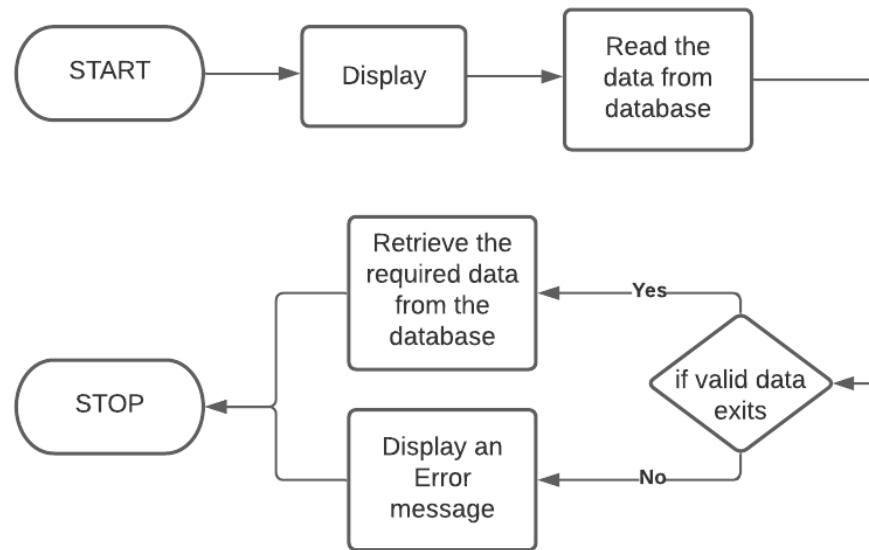 START
Display
Read the
data from
database
Retrieve the
required data
from the
database
Yes
if valid data
exits
STOP
Display an
Error
message
No